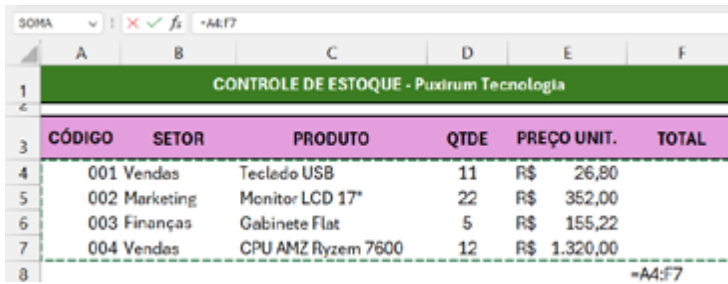 SOMA fx =A4:F7
A B C D E F
1 CONTROLE DE ESTOQUE - Puxirum Tecnologia
2
3 CÓDIGO SETOR PRODUTO QTDE PREÇO UNIT. TOTAL
4 001 Vendas Teclado USB 11 R$ 26,80
5 002 Marketing Monitor LCD 17" 22 R$ 352,00
6 003 Finanças Gabinete Flat 5 R$ 155,22
7 004 Vendas CPU AMZ Ryzem 7600 12 R$ 1.320,00
8 =A4:F7